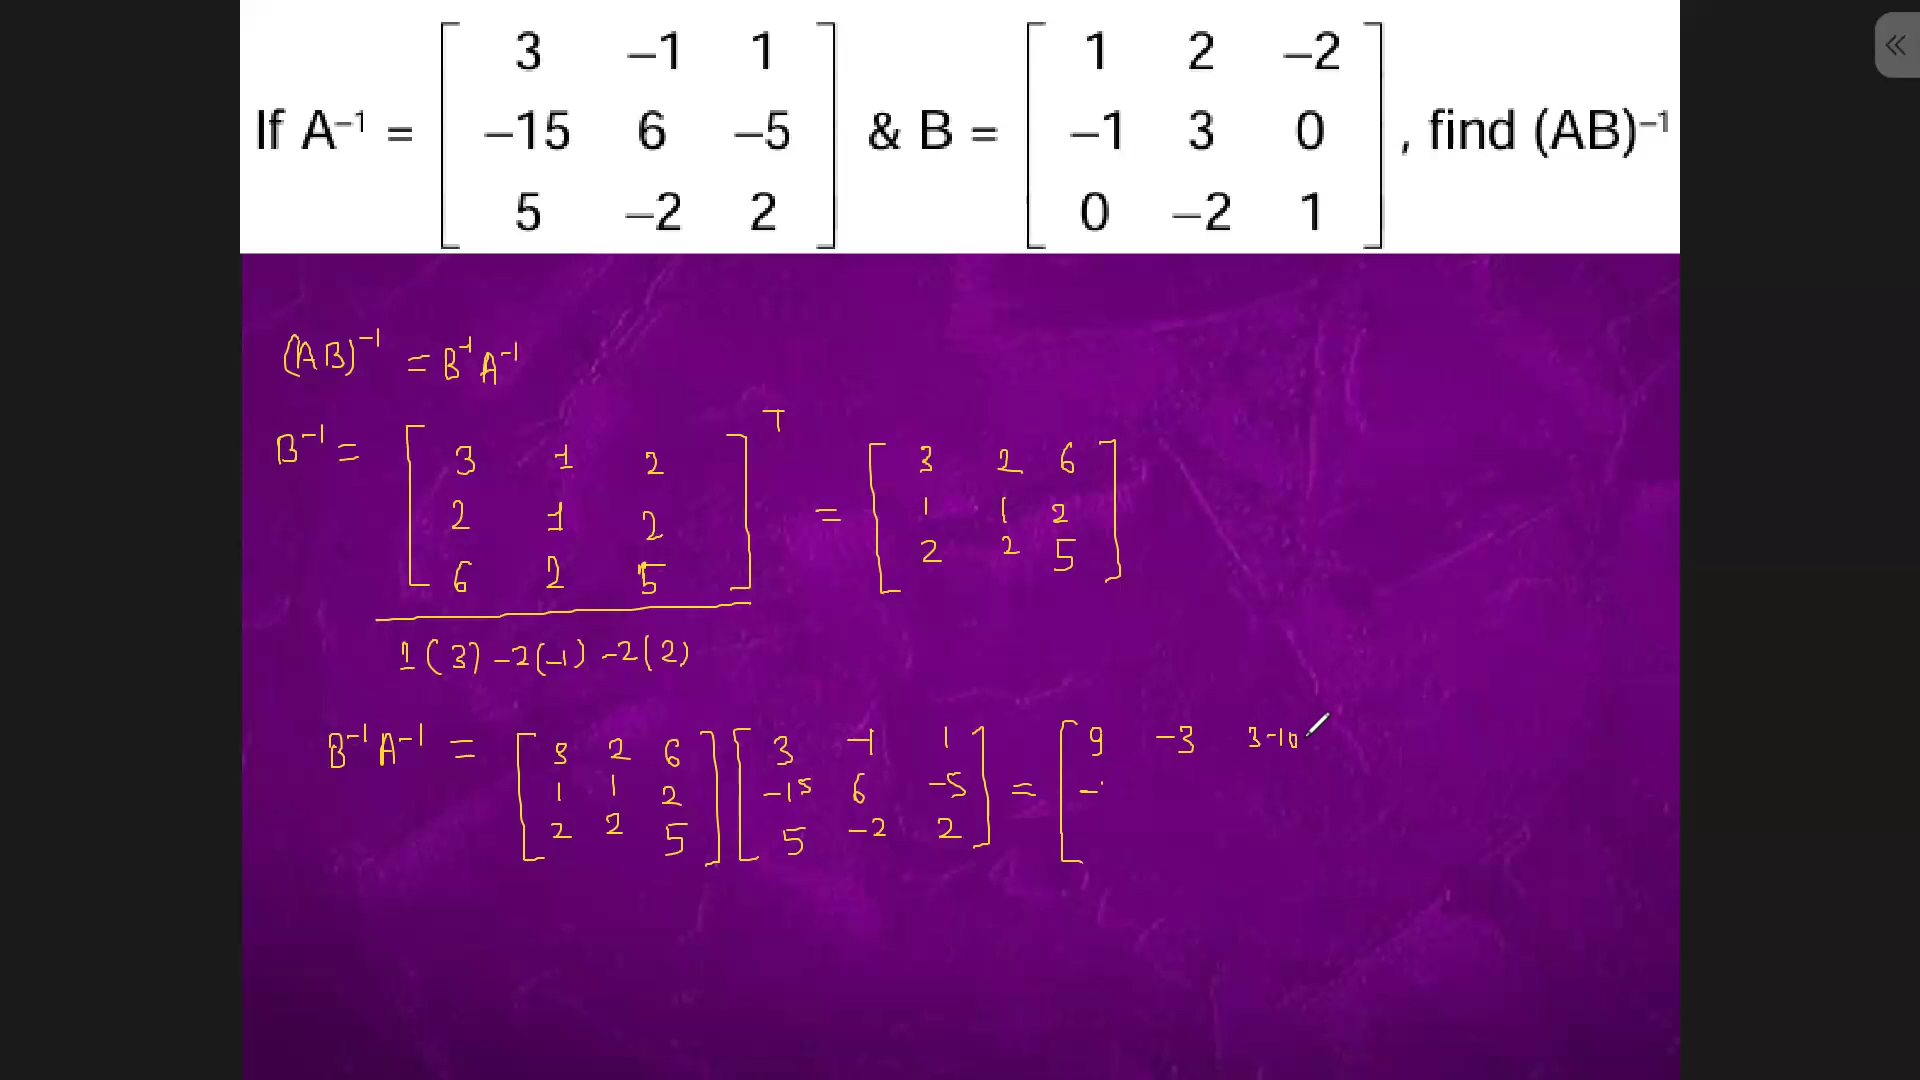 If A⁻¹ = [ 3 −1 1
−15 6 −5
5 −2 2 ] & B = [ 1 2 −2
−1 3 0
0 −2 1 ] , find (AB)⁻¹
(AB)⁻¹ = B⁻¹A⁻¹
B⁻¹ = [ 3 1 2
2 1 2
6 2 5 ]ᵀ = [ 3 2 6
1 1 2
2 2 5 ]
1(3) -2(-1) -2(2)
B⁻¹A⁻¹ = [ 3 2 6
1 1 2
2 2 5 ] [ 3 -1 1
-15 6 -5
5 -2 2 ] = [ 9 -3 3-10
-